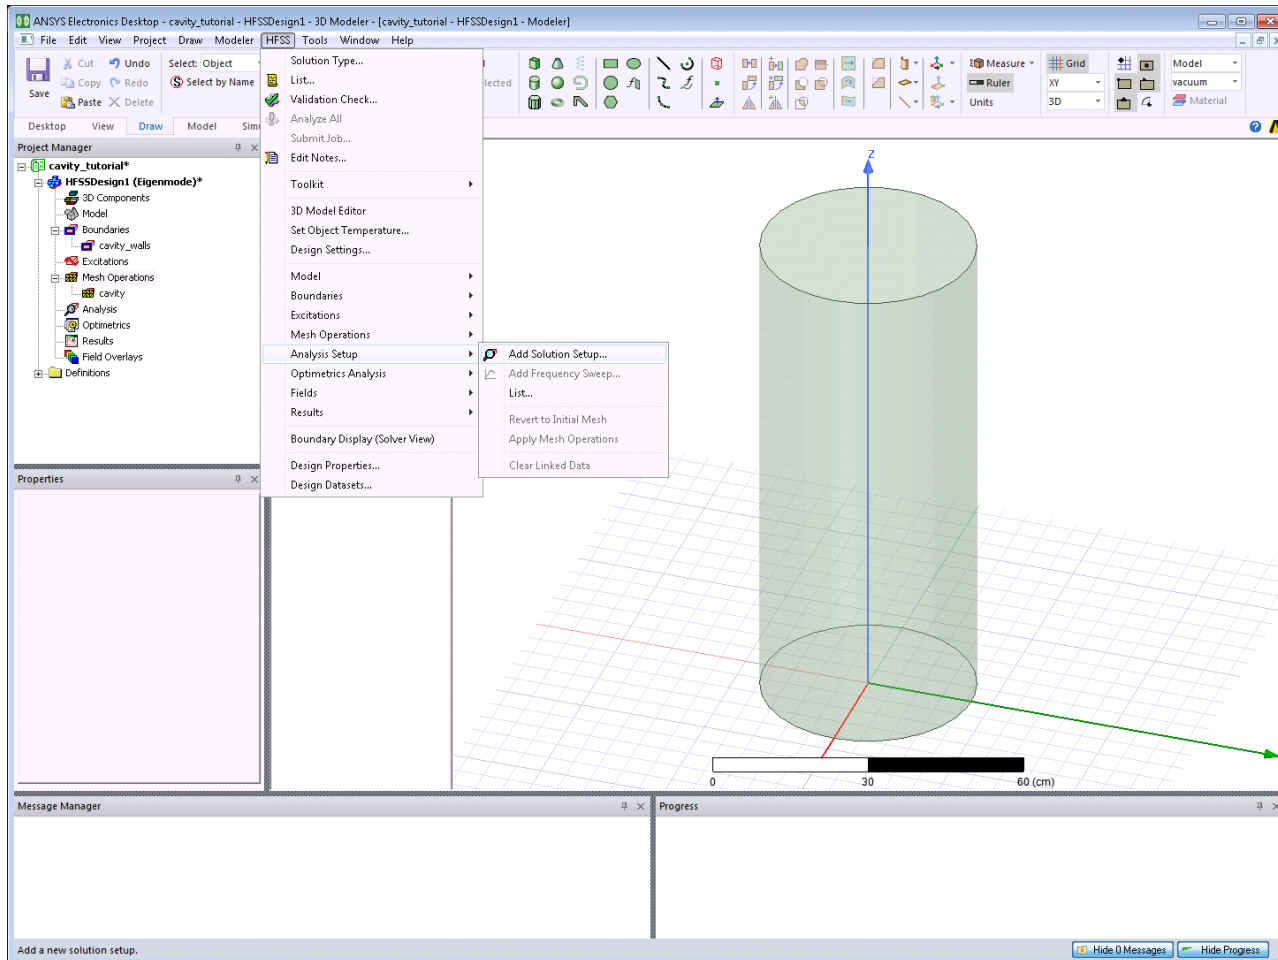 ANSYS Electronics Desktop - cavity_tutorial - HFSSDesign1 - 3D Modeler - [cavity_tutorial - HFSSDesign1 - Modeler]
File Edit View Project Draw Modeler HFSS Tools Window Help
Save
Cut Undo
Copy Redo
Paste Delete
Select: Object
Select by Name
lected
Measure
Ruler
Units
Grid
XY
3D
Model
vacuum
Material
Desktop View Draw Model Sim
Project Manager
cavity_tutorial*
HFSSDesign1 (Eigenmode)*
3D Components
Model
Boundaries
cavity_walls
Excitations
Mesh Operations
cavity
Analysis
Optimetrics
Results
Field Overlays
Definitions
Solution Type...
List...
Validation Check...
Analyze All
Submit Job...
Edit Notes...
Toolkit
3D Model Editor
Set Object Temperature...
Design Settings...
Model
Boundaries
Excitations
Mesh Operations
Analysis Setup
Optimetrics Analysis
Fields
Results
Boundary Display (Solver View)
Design Properties...
Design Datasets...
Add Solution Setup...
Add Frequency Sweep...
List...
Revert to Initial Mesh
Apply Mesh Operations
Clear Linked Data
Z
0 30 60 (cm)
Properties
Message Manager
Progress
Add a new solution setup.
Hide 0 Messages Hide Progress